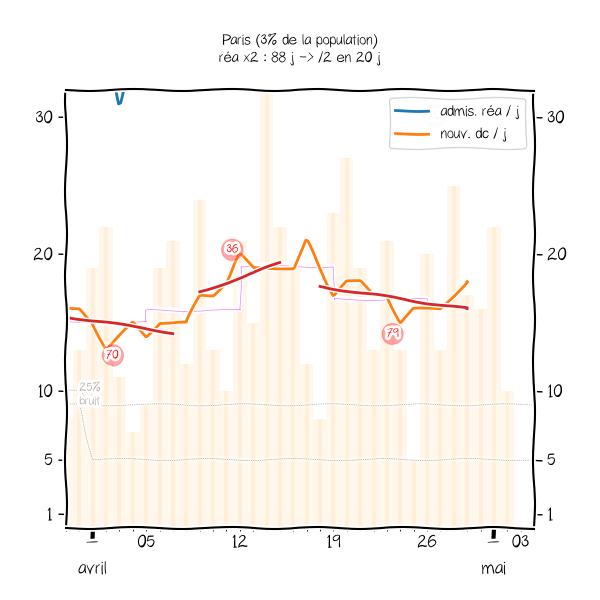 Paris (3% de la population)
réa x2 : 88 j -> /2 en 20 j
30
30
admis. réa / j
nouv. dc / j
36
20
20
79
70
25%
bruit
10
10
5
5
1
1
05
12
19
26
03
avril
mai